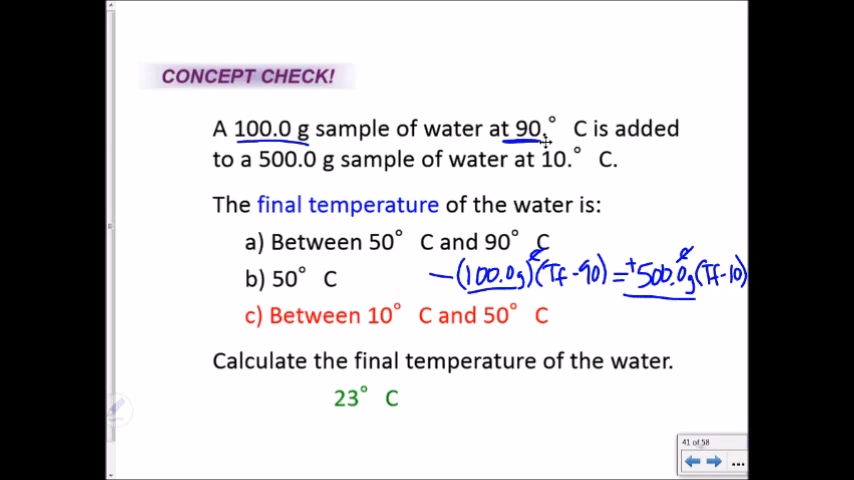 CONCEPT CHECK!
A 100.0 g sample of water at 90.° C is added
to a 500.0 g sample of water at 10.° C.
The final temperature of the water is:
a) Between 50° C and 90° C
b) 50° C
−(100.0g)(Tf-90)=+500.0g(Tf-10)
c) Between 10° C and 50° C
Calculate the final temperature of the water.
23° C
41 of 58
...